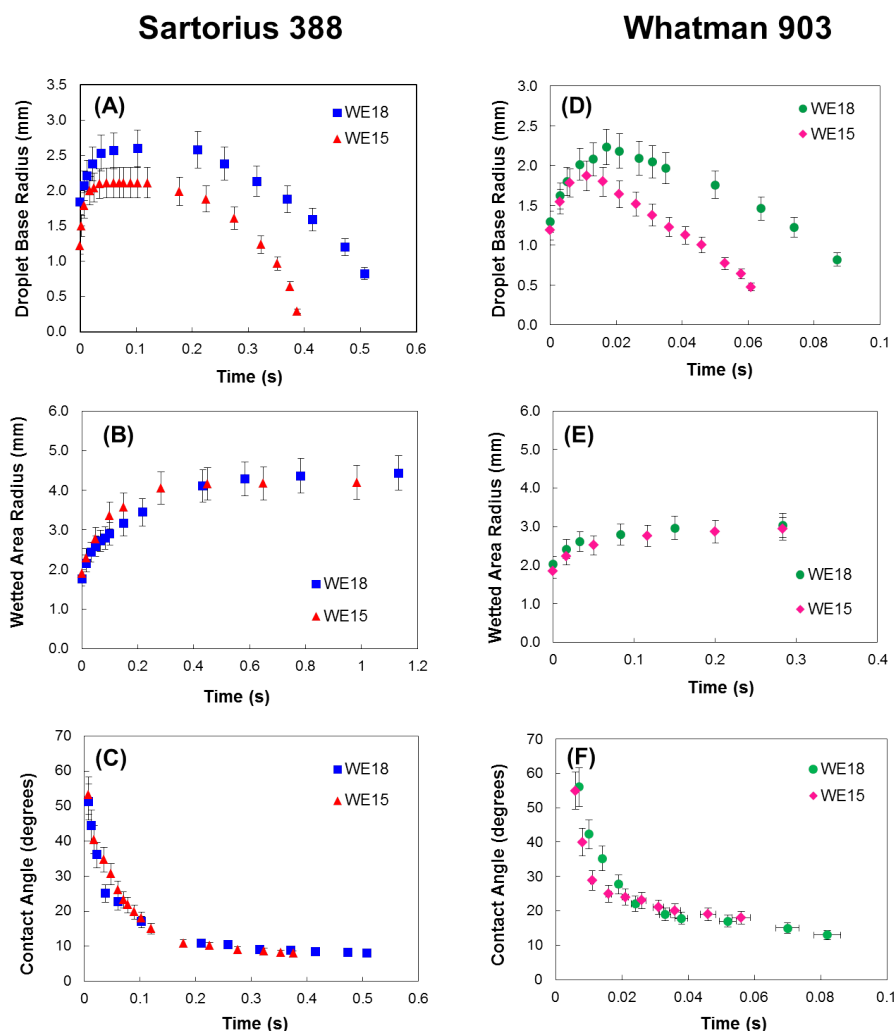 Sartorius 388
Whatman 903
Droplet Base Radius (mm)
3.5
3.0
2.5
2.0
1.5
1.0
0.5
0.0
(A)
WE18
WE15
0 0.1 0.2 0.3 0.4 0.5 0.6
Time (s)
Droplet Base Radius (mm)
3.0
2.5
2.0
1.5
1.0
0.5
0.0
(D)
WE18
WE15
0 0.02 0.04 0.06 0.08 0.1
Time (s)
Wetted Area Radius (mm)
6.0
5.0
4.0
3.0
2.0
1.0
0.0
(B)
WE18
WE15
0 0.2 0.4 0.6 0.8 1 1.2
Time (s)
Wetted Area Radius (mm)
6.0
5.0
4.0
3.0
2.0
1.0
0.0
(E)
WE18
WE15
0 0.1 0.2 0.3 0.4
Time (s)
Contact Angle (degrees)
70
60
50
40
30
20
10
0
(C)
WE18
WE15
0 0.1 0.2 0.3 0.4 0.5 0.6
Time (s)
Contact Angle (degrees)
70
60
50
40
30
20
10
0
(F)
WE18
WE15
0 0.02 0.04 0.06 0.08 0.1
Time (s)